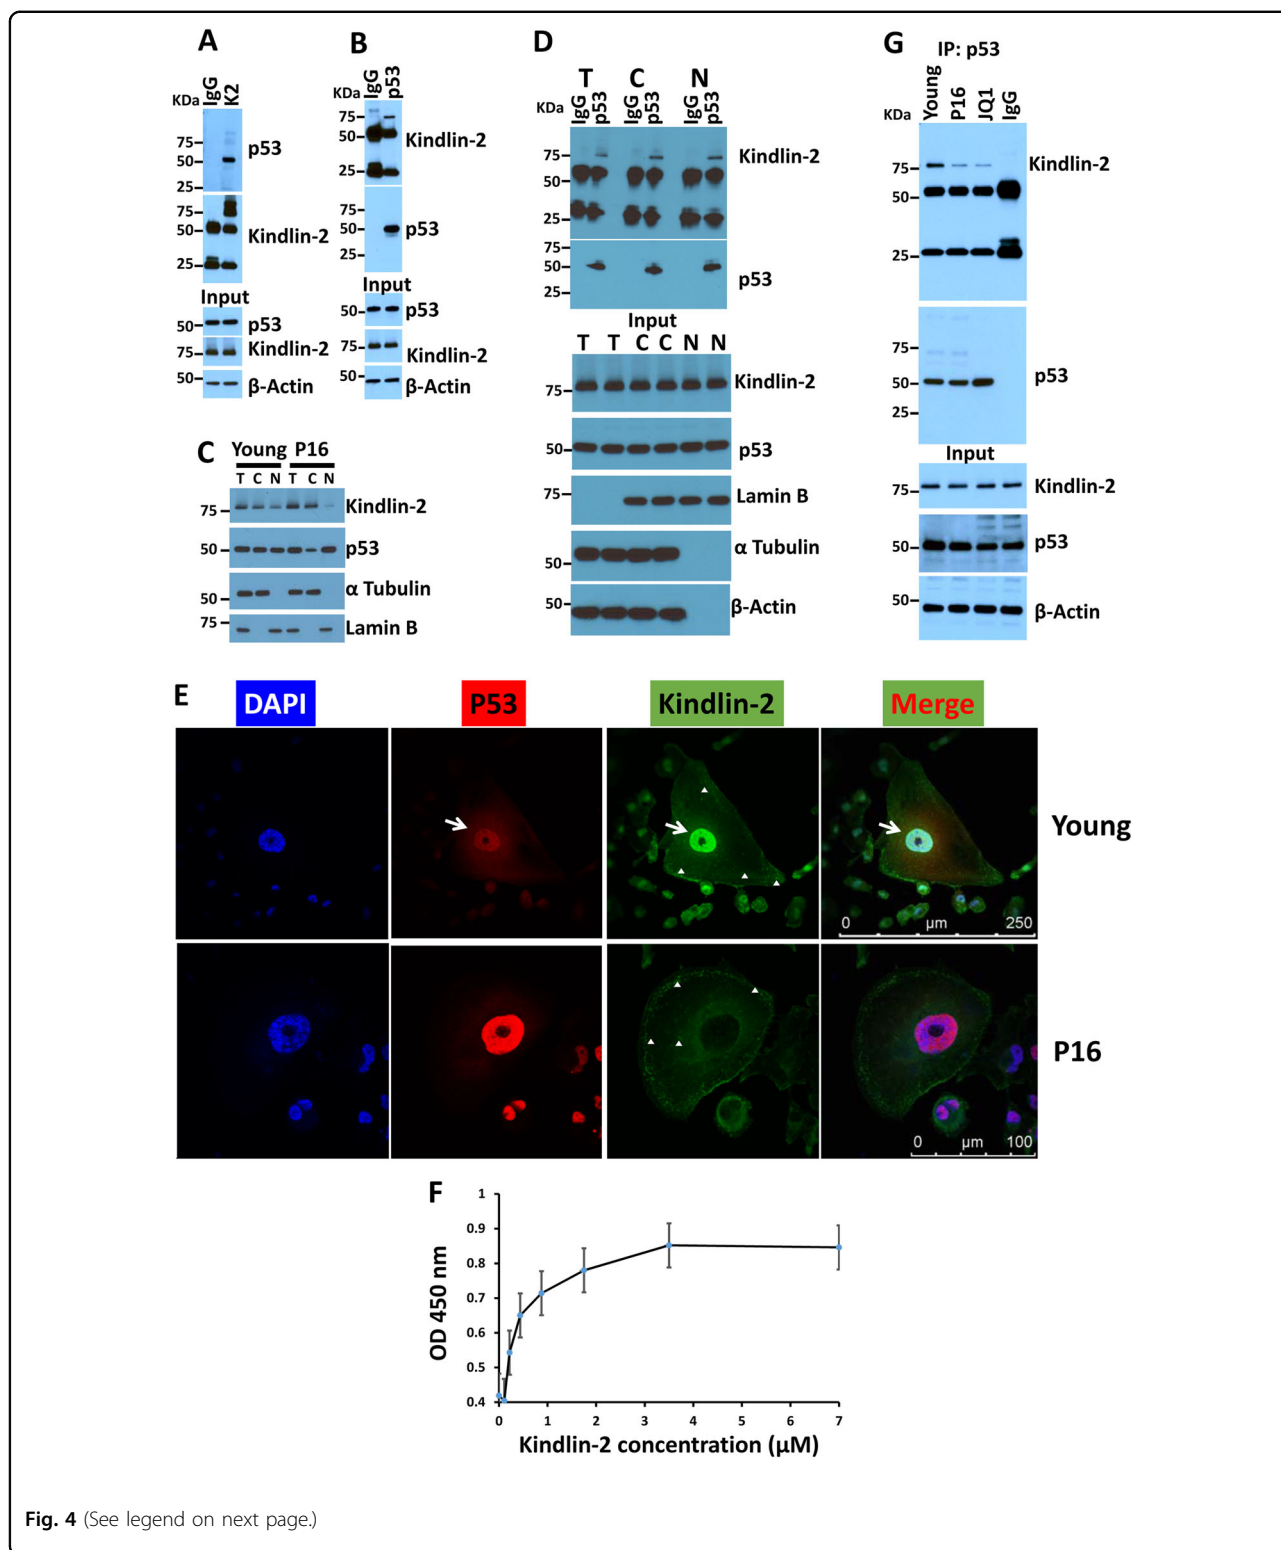 A
IgG
K2
KDa
75
50
25
p53
75
50
25
Kindlin-2
Input
50
p53
75
Kindlin-2
50
β-Actin
B
IgG
p53
KDa
75
50
25
Kindlin-2
75
50
25
p53
Input
50
p53
75
Kindlin-2
50
β-Actin
C
Young P16
T C N T C N
75
Kindlin-2
50
p53
50
α Tubulin
75
Lamin B
D
T C N
IgG p53 IgG p53 IgG p53
KDa
75
50
25
Kindlin-2
75
50
25
p53
Input
T T C C N N
75
Kindlin-2
50
p53
75
Lamin B
50
α Tubulin
50
β-Actin
G
IP: p53
Young P16 JQ1 IgG
KDa
75
50
25
Kindlin-2
75
50
25
p53
Input
75
Kindlin-2
50
p53
50
β-Actin
E
DAPI P53 Kindlin-2 Merge
Young
0 µm 250
P16
0 µm 100
F
OD 450 nm
1
0.9
0.8
0.7
0.6
0.5
0.4
0 1 2 3 4 5 6 7
Kindlin-2 concentration (µM)
Fig. 4 (See legend on next page.)